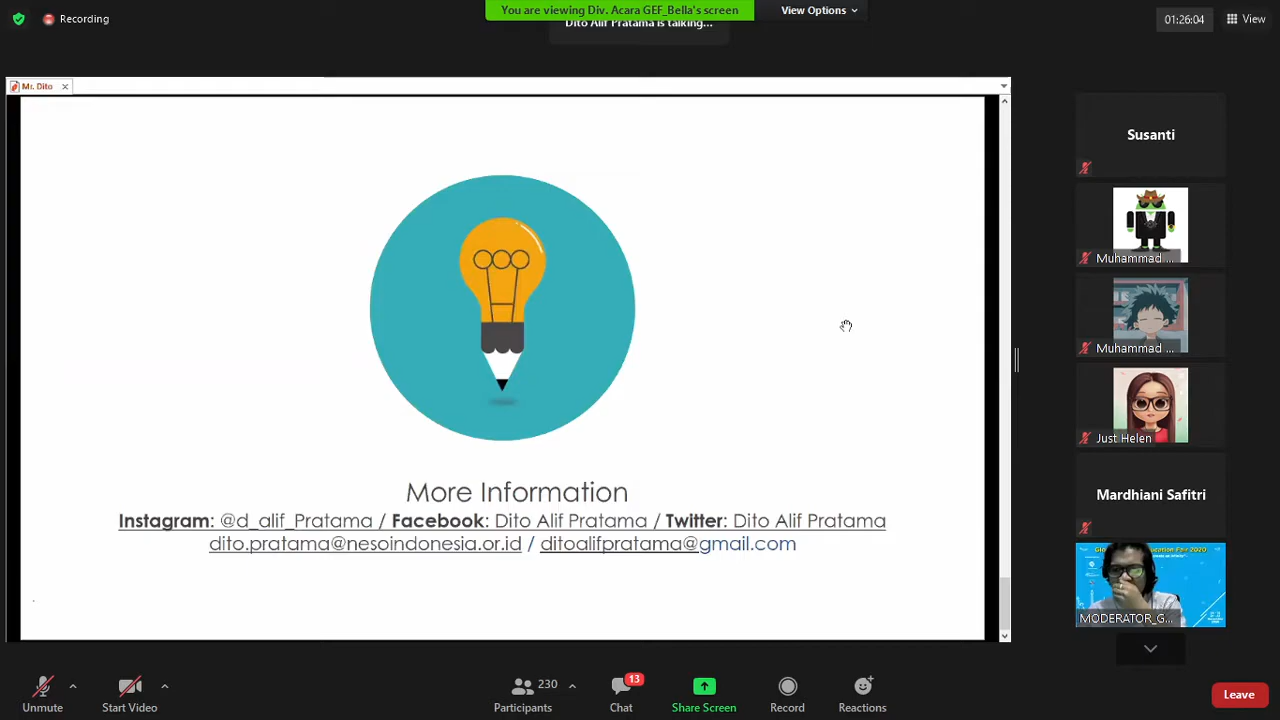 You are viewing Div. Acara GEF_Bella's screen
View Options
Recording
Dito Alif Pratama is talking...
01:26:04
View
Mr. Dito
Susanti
Muhammad ...
Muhammad ...
Just Helen
Mardhiani Safitri
MODERATOR_G...
More Information
Instagram: @d_alif_Pratama / Facebook: Dito Alif Pratama / Twitter: Dito Alif Pratama
dito.pratama@nesoindonesia.or.id / ditoalifpratama@gmail.com
Unmute
Start Video
230
Participants
13
Chat
Share Screen
Record
Reactions
Leave